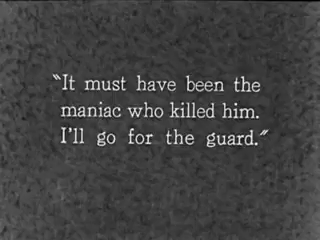 "It must have been the
maniac who killed him.
I'll go for the guard."